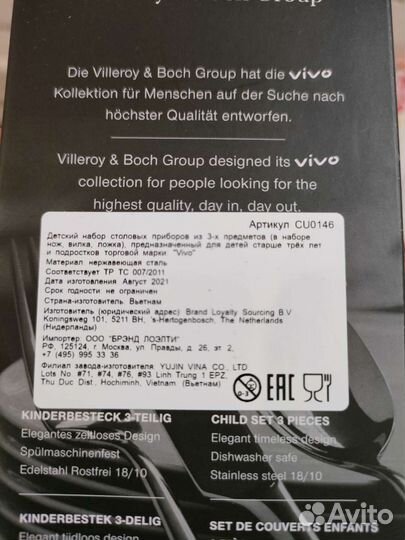 Group
Die Villeroy & Boch Group hat die vivo
Kollektion für Menschen auf der Suche nach
höchster Qualität entworfen.
Villeroy & Boch Group designed its vivo
collection for people looking for the
highest quality, day in, day out.
Артикул CU0146
Детский набор столовых приборов из 3-х предметов (в наборе
нож, вилка, ложка), предназначенный для детей старше трёх лет
и подростков торговой марки "Vivo"
Материал нержавеющая сталь
Соответствует ТР ТС 007/2011
Дата изготовления Август 2021
Срок годности: не ограничен
Страна-изготовитель: Вьетнам
Изготовитель (юридический адрес) Brand Loyalty Sourcing B.V
Koningsweg 101, 5211 BH, 's-Hertogenbosch, The Netherlands
(Нидерланды)
Импортер: ООО "БРЭНД ЛОЭЛТИ"
РФ, 125124, г. Москва, ул. Правды, д. 26, эт. 2,
+7 (495) 995 33 36
Филиал завода-изготовителя: YUJIN VINA CO., LTD
Lots No. #71, #74, #76, #93 Linh Trung 1 EPZ,
Thu Duc Dist., Hochiminh, Vietnam (Вьетнам)
0-3
EAC
KINDERBESTECK 3-TEILIG
Elegantes zeitloses Design
Spülmaschinenfest
Edelstahl Rostfrei 18/10
CHILD SET 3 PIECES
Elegant timeless design
Dishwasher safe
Stainless steel 18/10
KINDERBESTEK 3-DELIG
Elegant tijdloos design
SET DE COUVERTS ENFANTS
Avito